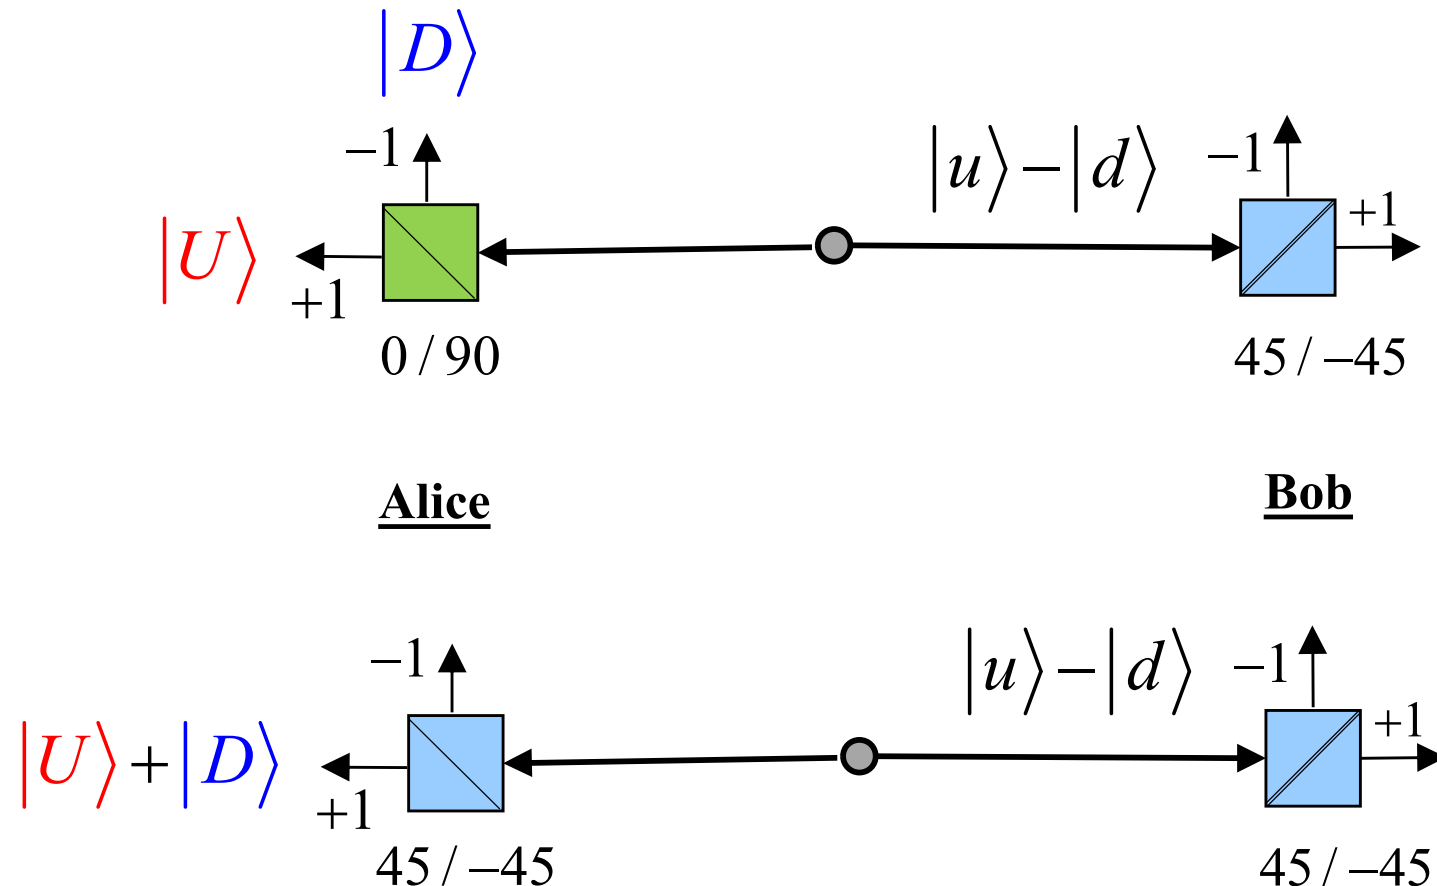 |D⟩
−1
|u⟩−|d⟩
−1
+1
|U⟩
+1
0 / 90
45 / −45
Alice
Bob
−1
|u⟩−|d⟩
−1
+1
|U⟩+|D⟩
+1
45 / −45
45 / −45